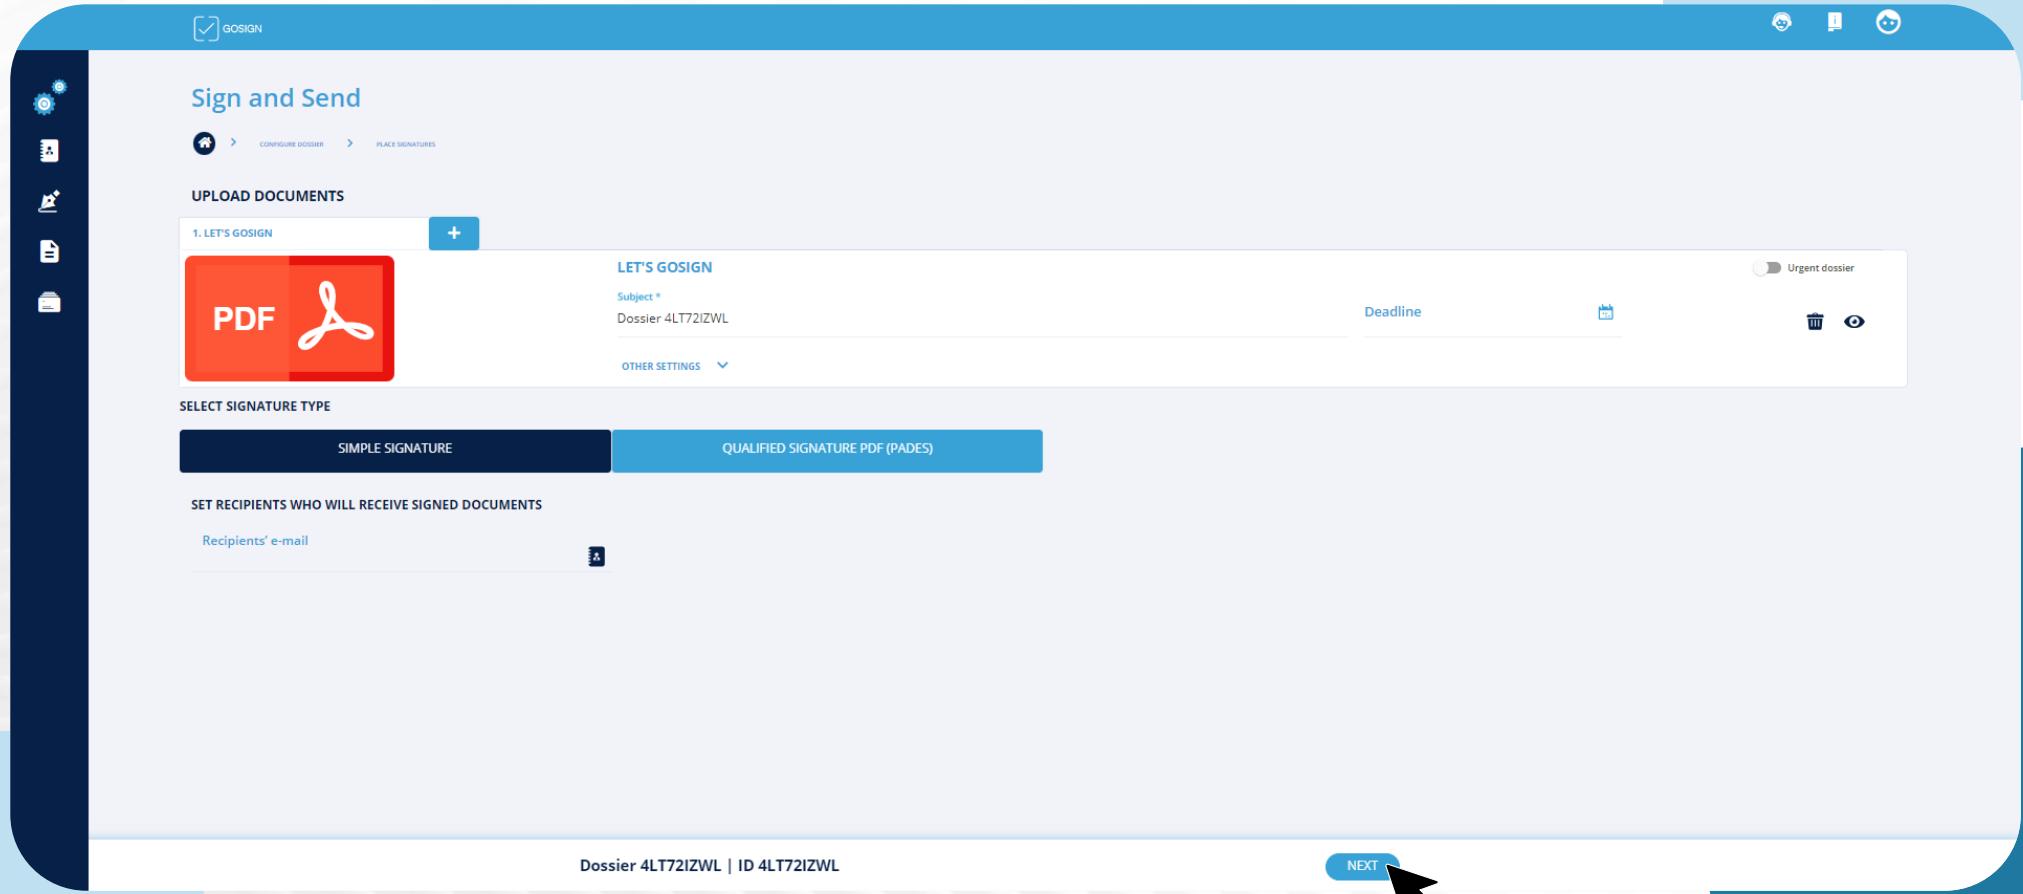 GOSIGN
Sign and Send
CONFIGURE DOSSIER
PLACE SIGNATURES
UPLOAD DOCUMENTS
1. LET'S GOSIGN
+
PDF
LET'S GOSIGN
Urgent dossier
Subject *
Dossier 4LT72IZWL
Deadline
OTHER SETTINGS
SELECT SIGNATURE TYPE
SIMPLE SIGNATURE
QUALIFIED SIGNATURE PDF (PADES)
SET RECIPIENTS WHO WILL RECEIVE SIGNED DOCUMENTS
Recipients' e-mail
Dossier 4LT72IZWL | ID 4LT72IZWL
NEXT